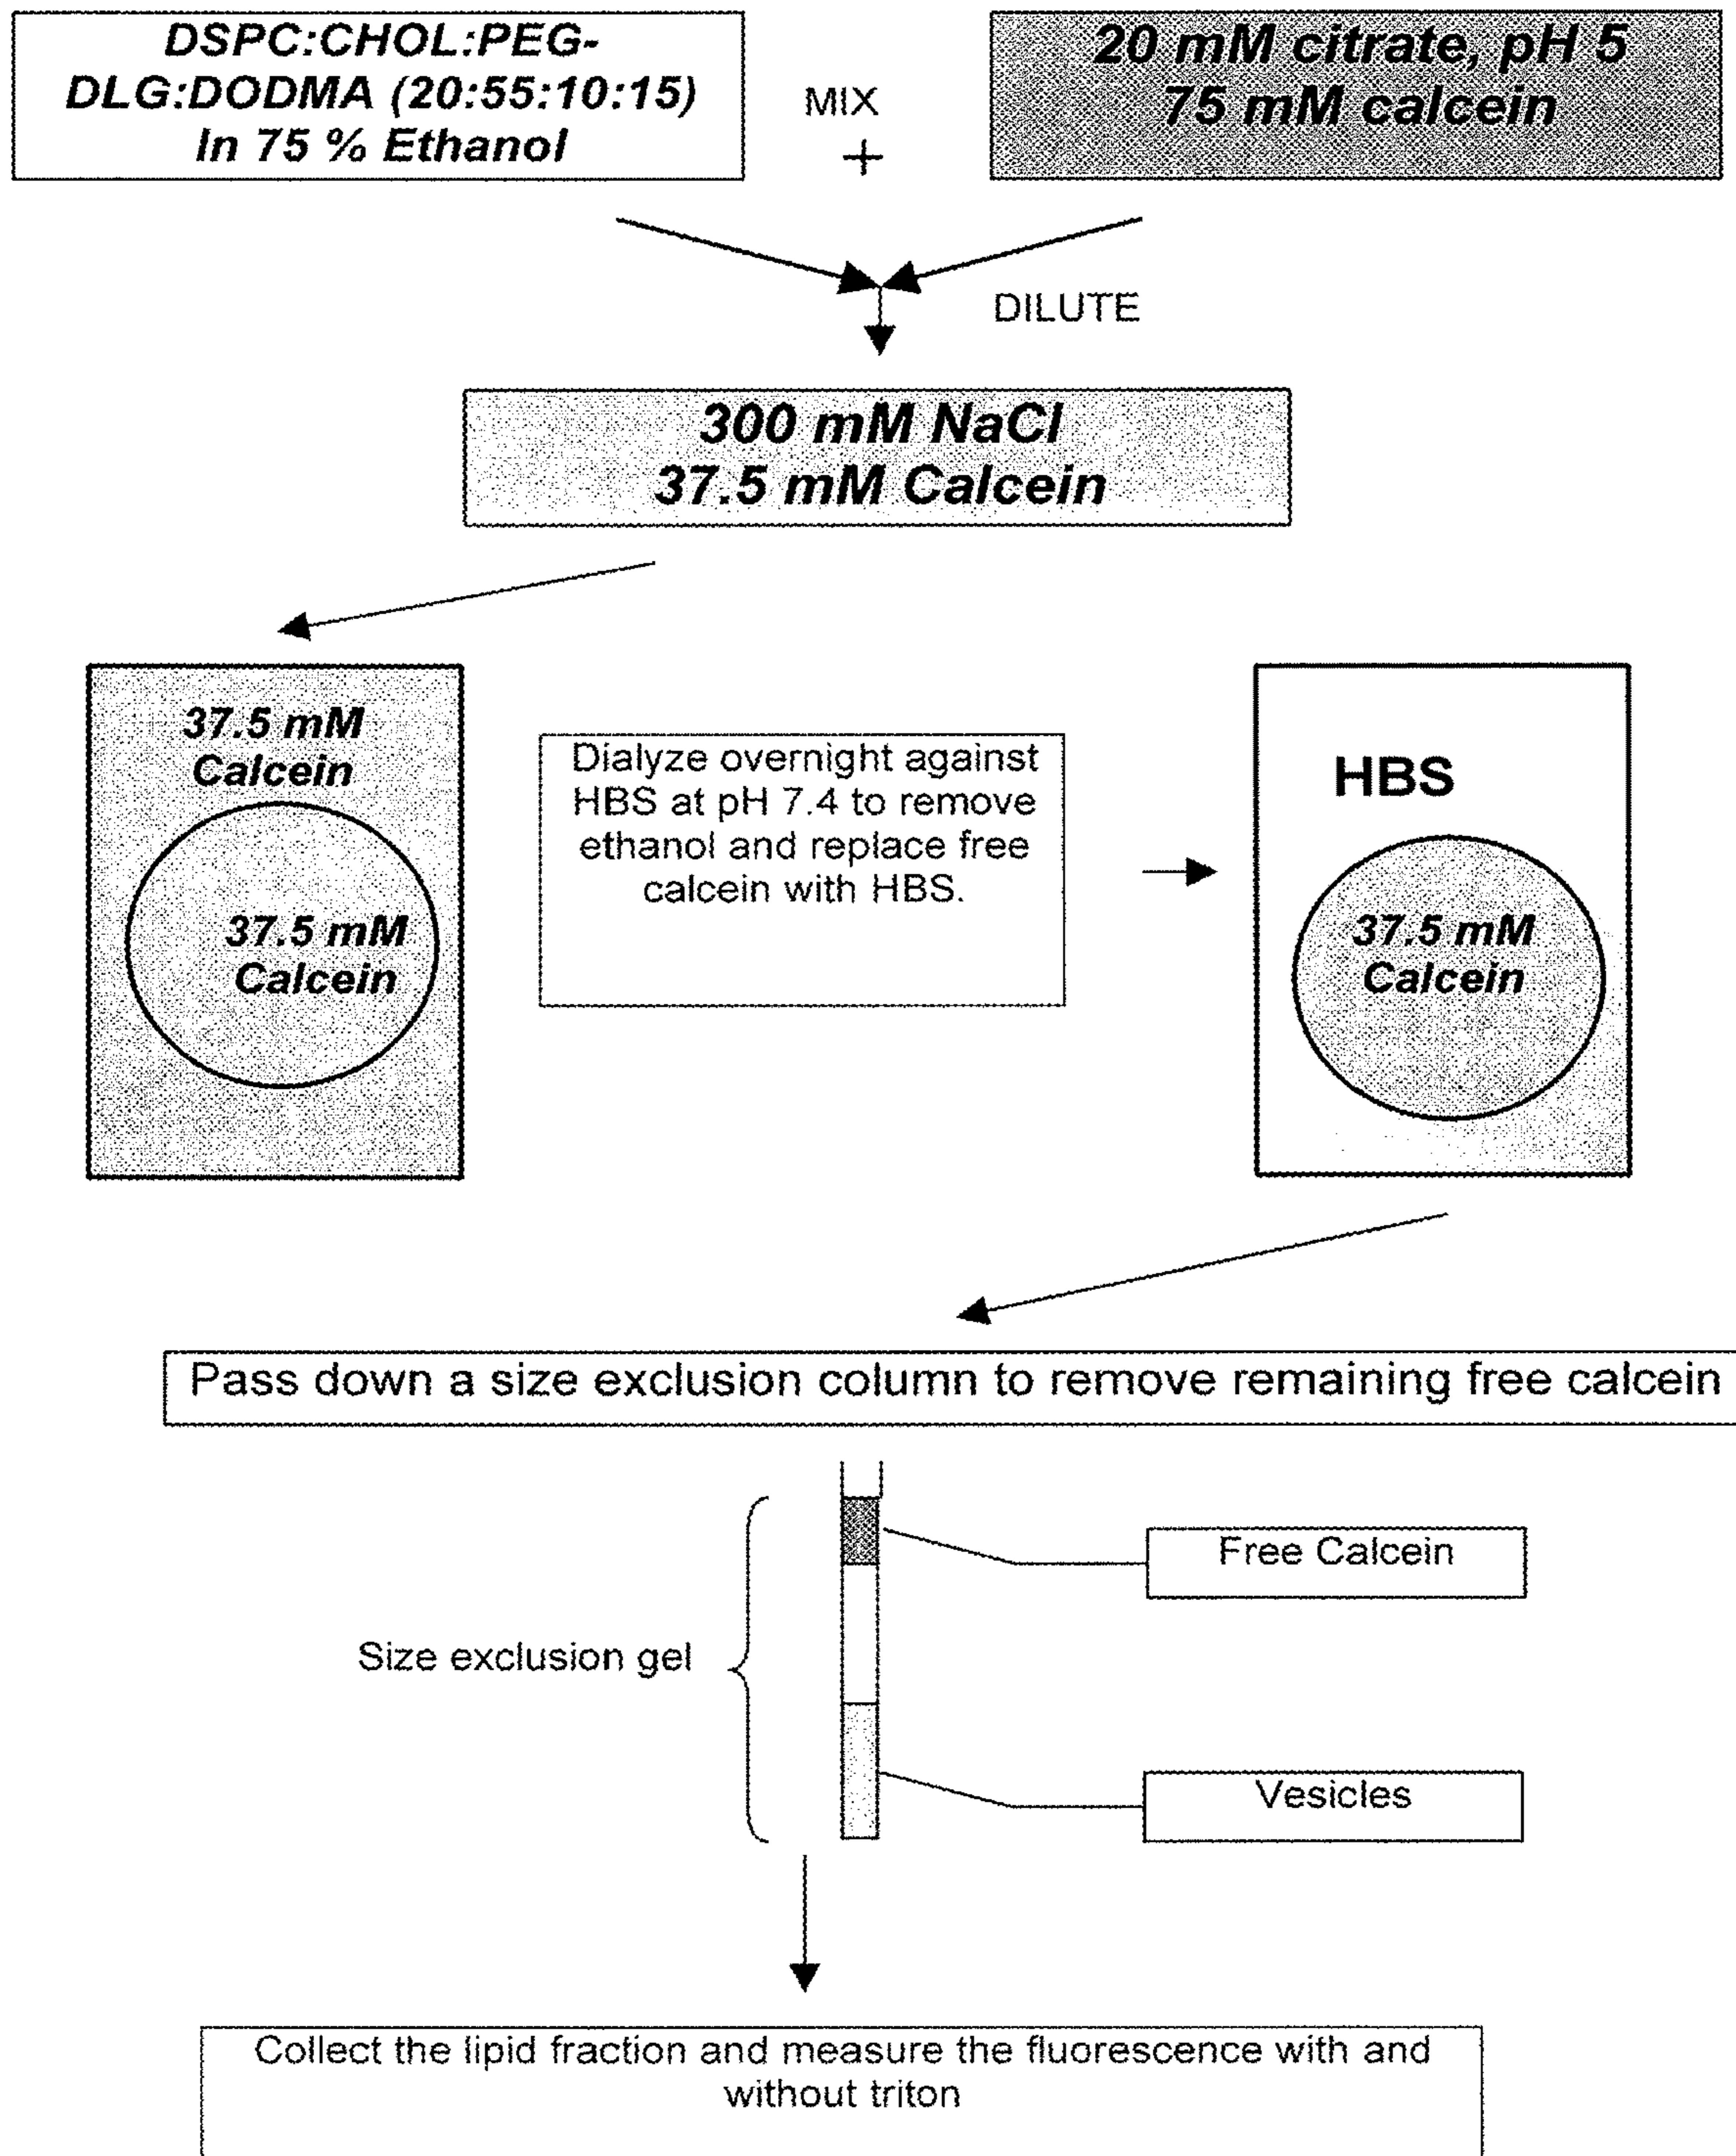 DSPC:CHOL:PEG-
DLG:DODMA (20:55:10:15)
In 75 % Ethanol
MIX
+
20 mM citrate, pH 5
75 mM calcein
DILUTE
300 mM NaCl
37.5 mM Calcein
37.5 mM
Calcein
37.5 mM
Calcein
Dialyze overnight against
HBS at pH 7.4 to remove
ethanol and replace free
calcein with HBS.
HBS
37.5 mM
Calcein
Pass down a size exclusion column to remove remaining free calcein
Free Calcein
Size exclusion gel
Vesicles
Collect the lipid fraction and measure the fluorescence with and
without triton